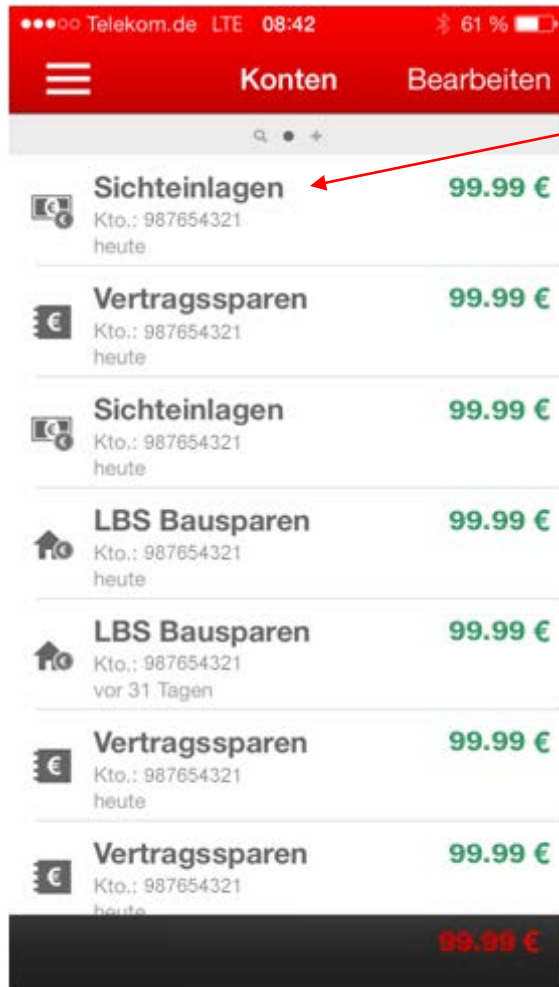 Telekom.de LTE 08:42 61 %
Konten Bearbeiten
Sichteinlagen 99.99 €
Kto.: 987654321
heute
Vertragssparen 99.99 €
Kto.: 987654321
heute
Sichteinlagen 99.99 €
Kto.: 987654321
heute
LBS Bausparen 99.99 €
Kto.: 987654321
heute
LBS Bausparen 99.99 €
Kto.: 987654321
vor 31 Tagen
Vertragssparen 99.99 €
Kto.: 987654321
heute
Vertragssparen 99.99 €
Kto.: 987654321
heute
99.99 €